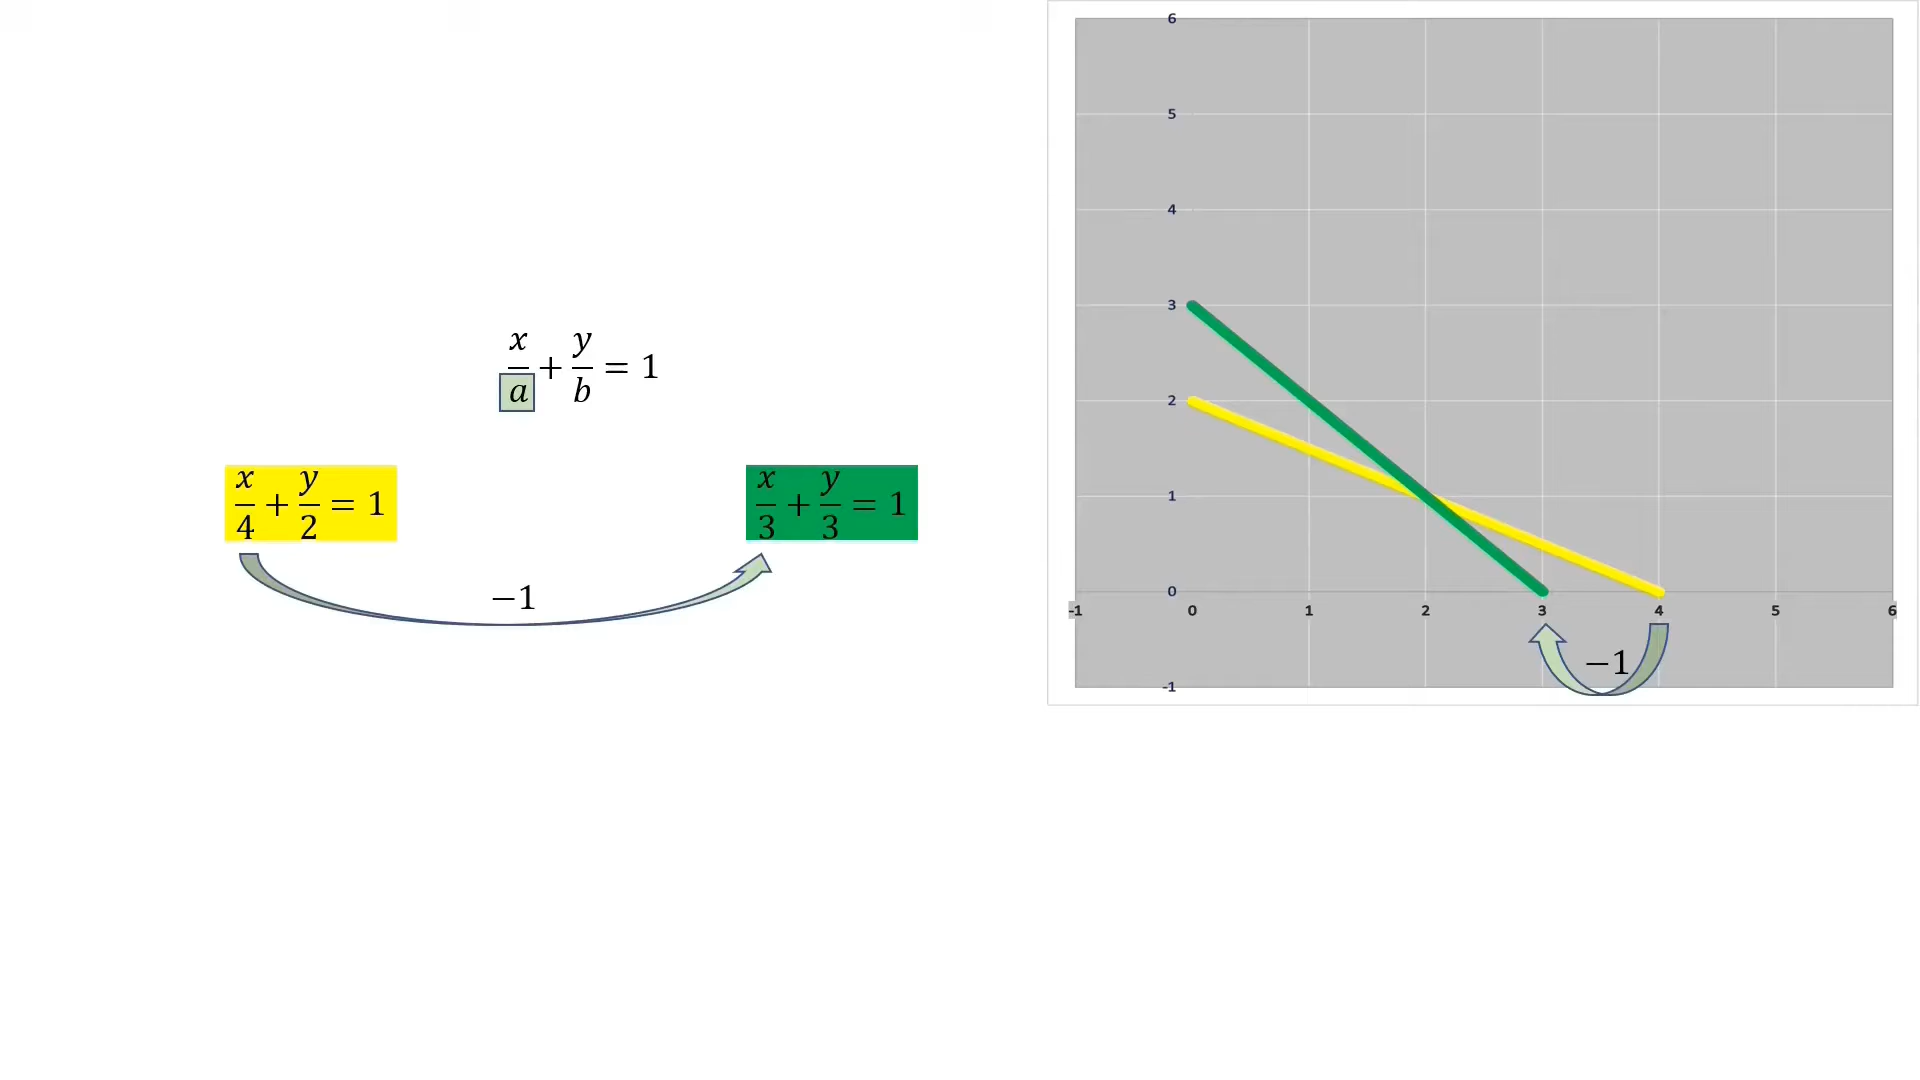 x/a + y/b = 1
x/4 + y/2 = 1
x/3 + y/3 = 1
−1
6
5
4
3
2
1
0
-1 0 1 2 3 4 5 6
−1
-1